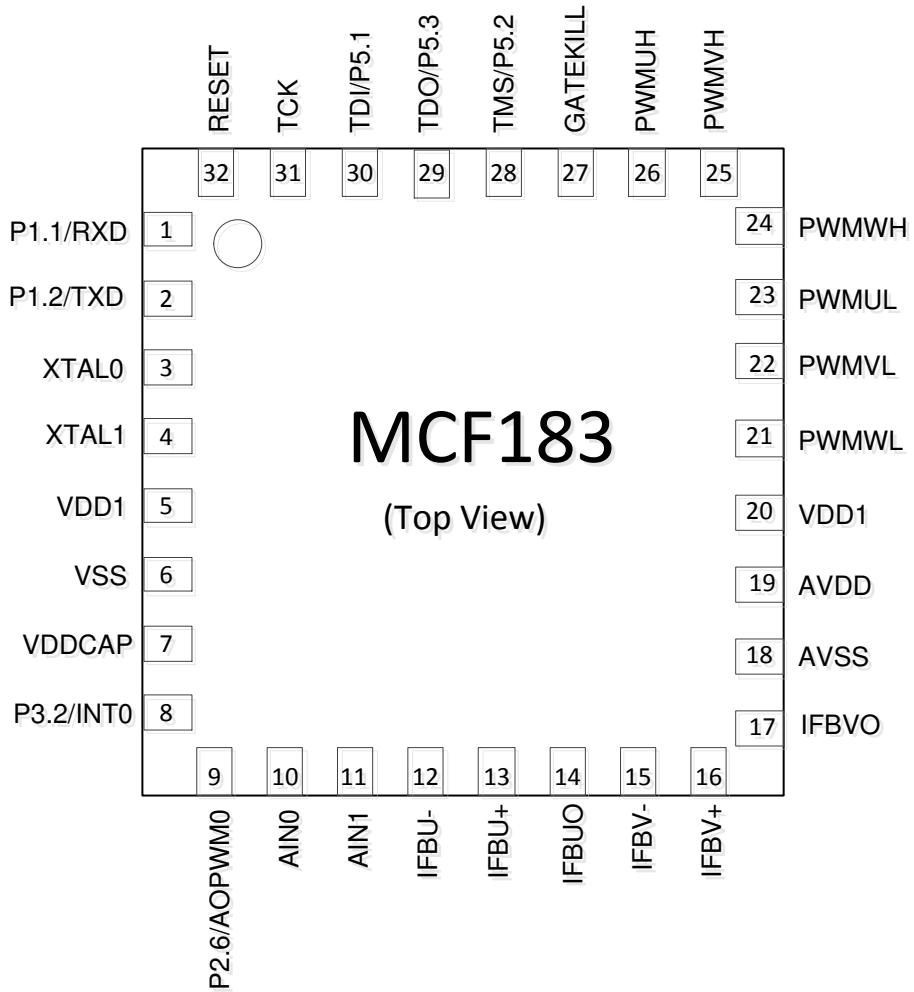 RESET
TCK
TDI/P5.1
TDO/P5.3
TMS/P5.2
GATEKILL
PWMUH
PWMVH
32 31 30 29 28 27 26 25
P1.1/RXD 1
P1.2/TXD 2
XTAL0 3
XTAL1 4
VDD1 5
VSS 6
VDDCAP 7
P3.2/INT0 8
MCF183
(Top View)
24 PWMWH
23 PWMUL
22 PWMVL
21 PWMWL
20 VDD1
19 AVDD
18 AVSS
17 IFBVO
9 10 11 12 13 14 15 16
P2.6/AOPWM0
AIN0
AIN1
IFBU-
IFBU+
IFBUO
IFBV-
IFBV+